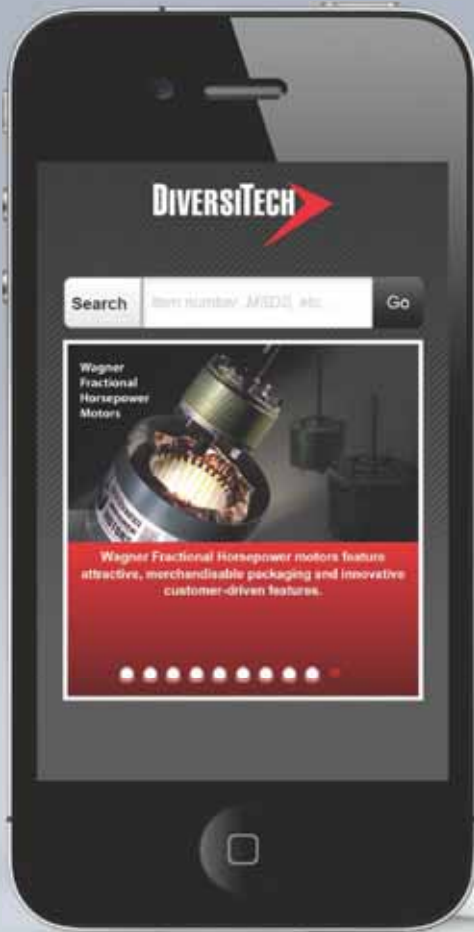 DIVERSITECH
Search
Item number, MSDS, etc.
Go
Wagner
Fractional
Horsepower
Motors
Wagner Fractional Horsepower motors feature
attractive, merchandisable packaging and innovative
customer-driven features.